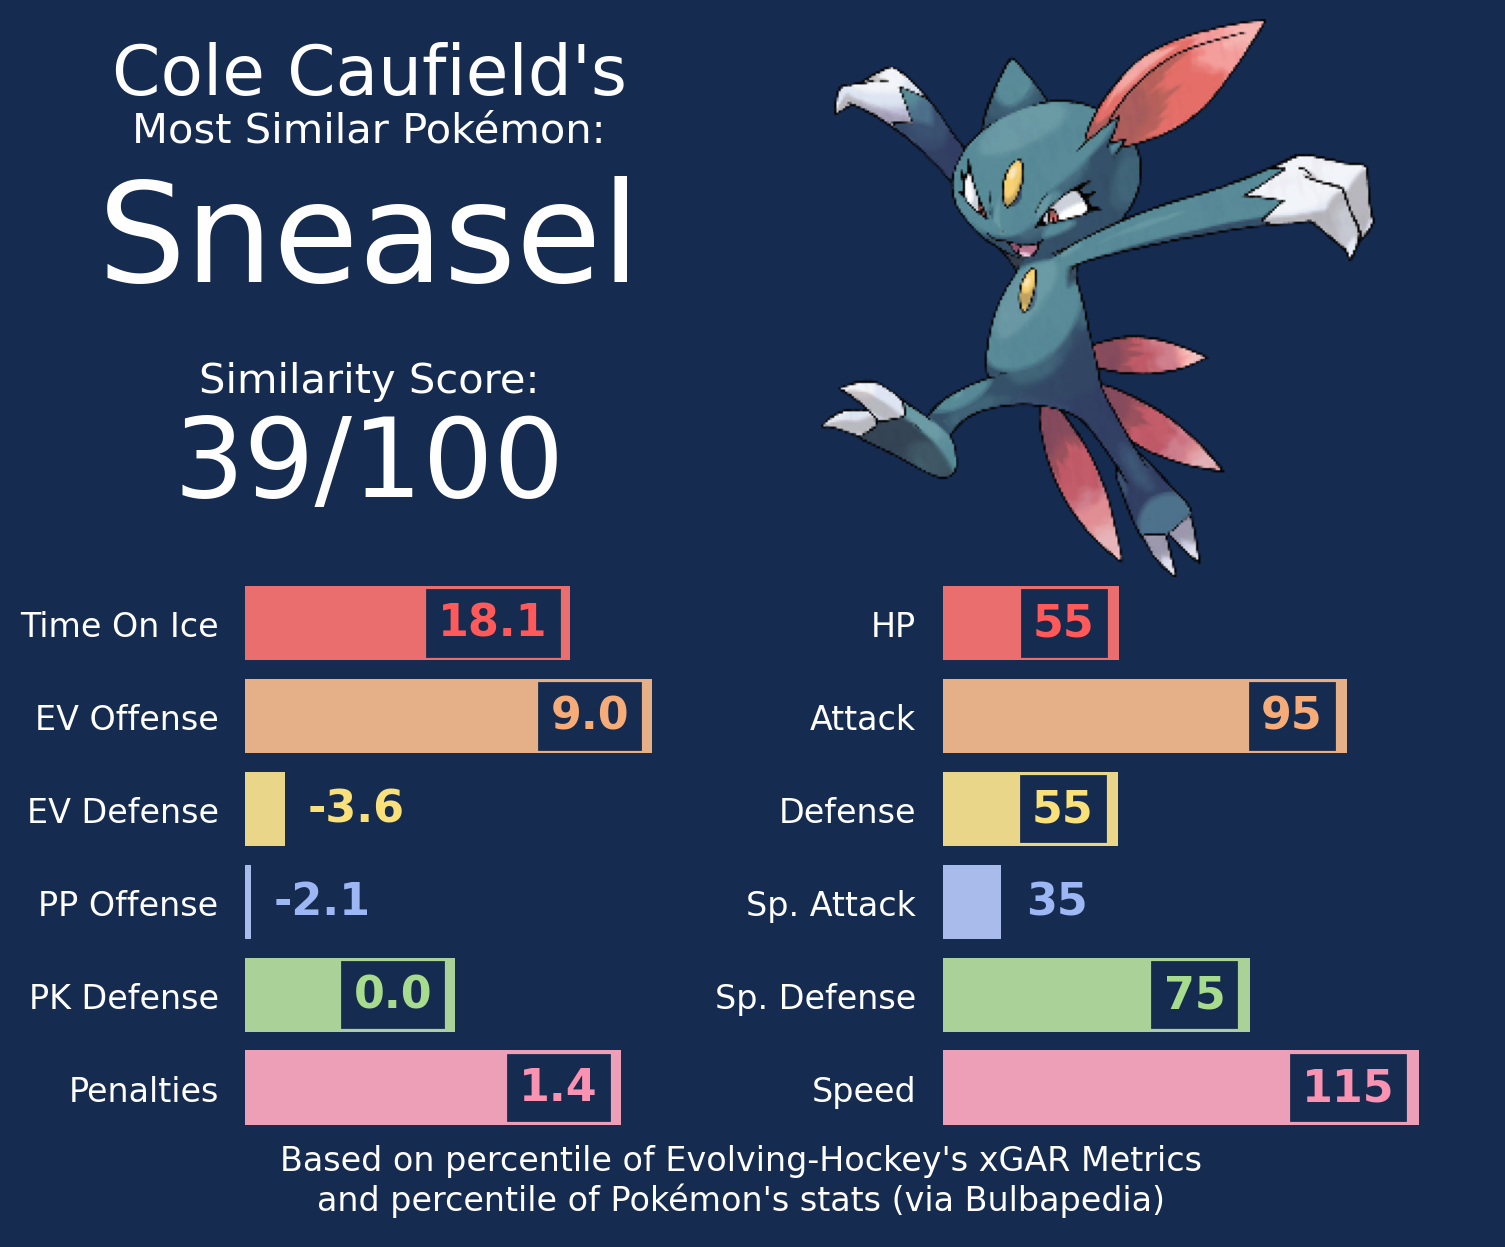 Cole Caufield's
Most Similar Pokémon:
Sneasel
Similarity Score:
39/100
Time On Ice 18.1
EV Offense 9.0
EV Defense -3.6
PP Offense -2.1
PK Defense 0.0
Penalties 1.4
HP 55
Attack 95
Defense 55
Sp. Attack 35
Sp. Defense 75
Speed 115
Based on percentile of Evolving-Hockey's xGAR Metrics
and percentile of Pokémon's stats (via Bulbapedia)